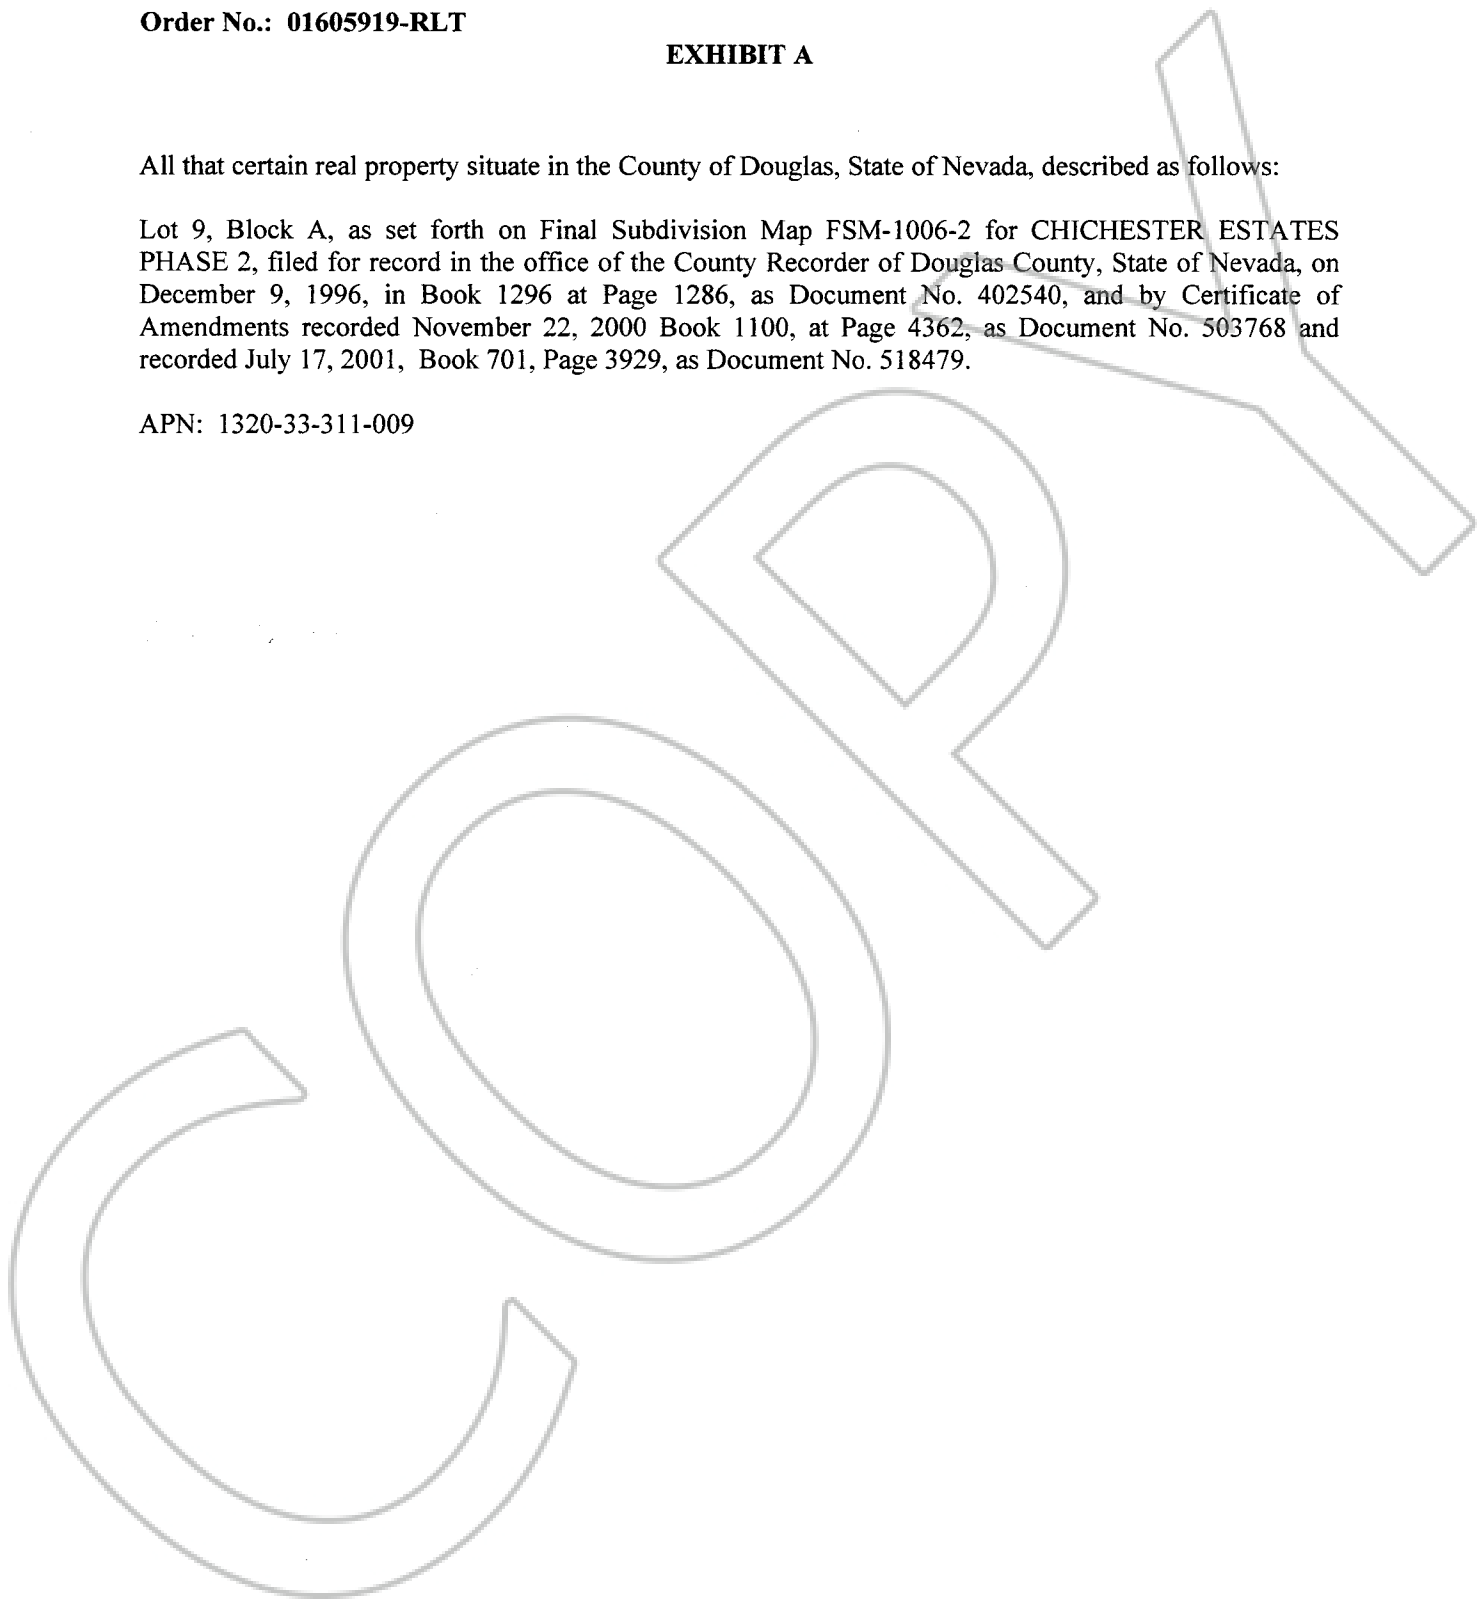 Order No.: 01605919-RLT
EXHIBIT A
All that certain real property situate in the County of Douglas, State of Nevada, described as follows:
Lot 9, Block A, as set forth on Final Subdivision Map FSM-1006-2 for CHICHESTER ESTATES
PHASE 2, filed for record in the office of the County Recorder of Douglas County, State of Nevada, on
December 9, 1996, in Book 1296 at Page 1286, as Document No. 402540, and by Certificate of
Amendments recorded November 22, 2000 Book 1100, at Page 4362, as Document No. 503768 and
recorded July 17, 2001, Book 701, Page 3929, as Document No. 518479.
APN: 1320-33-311-009
COPY